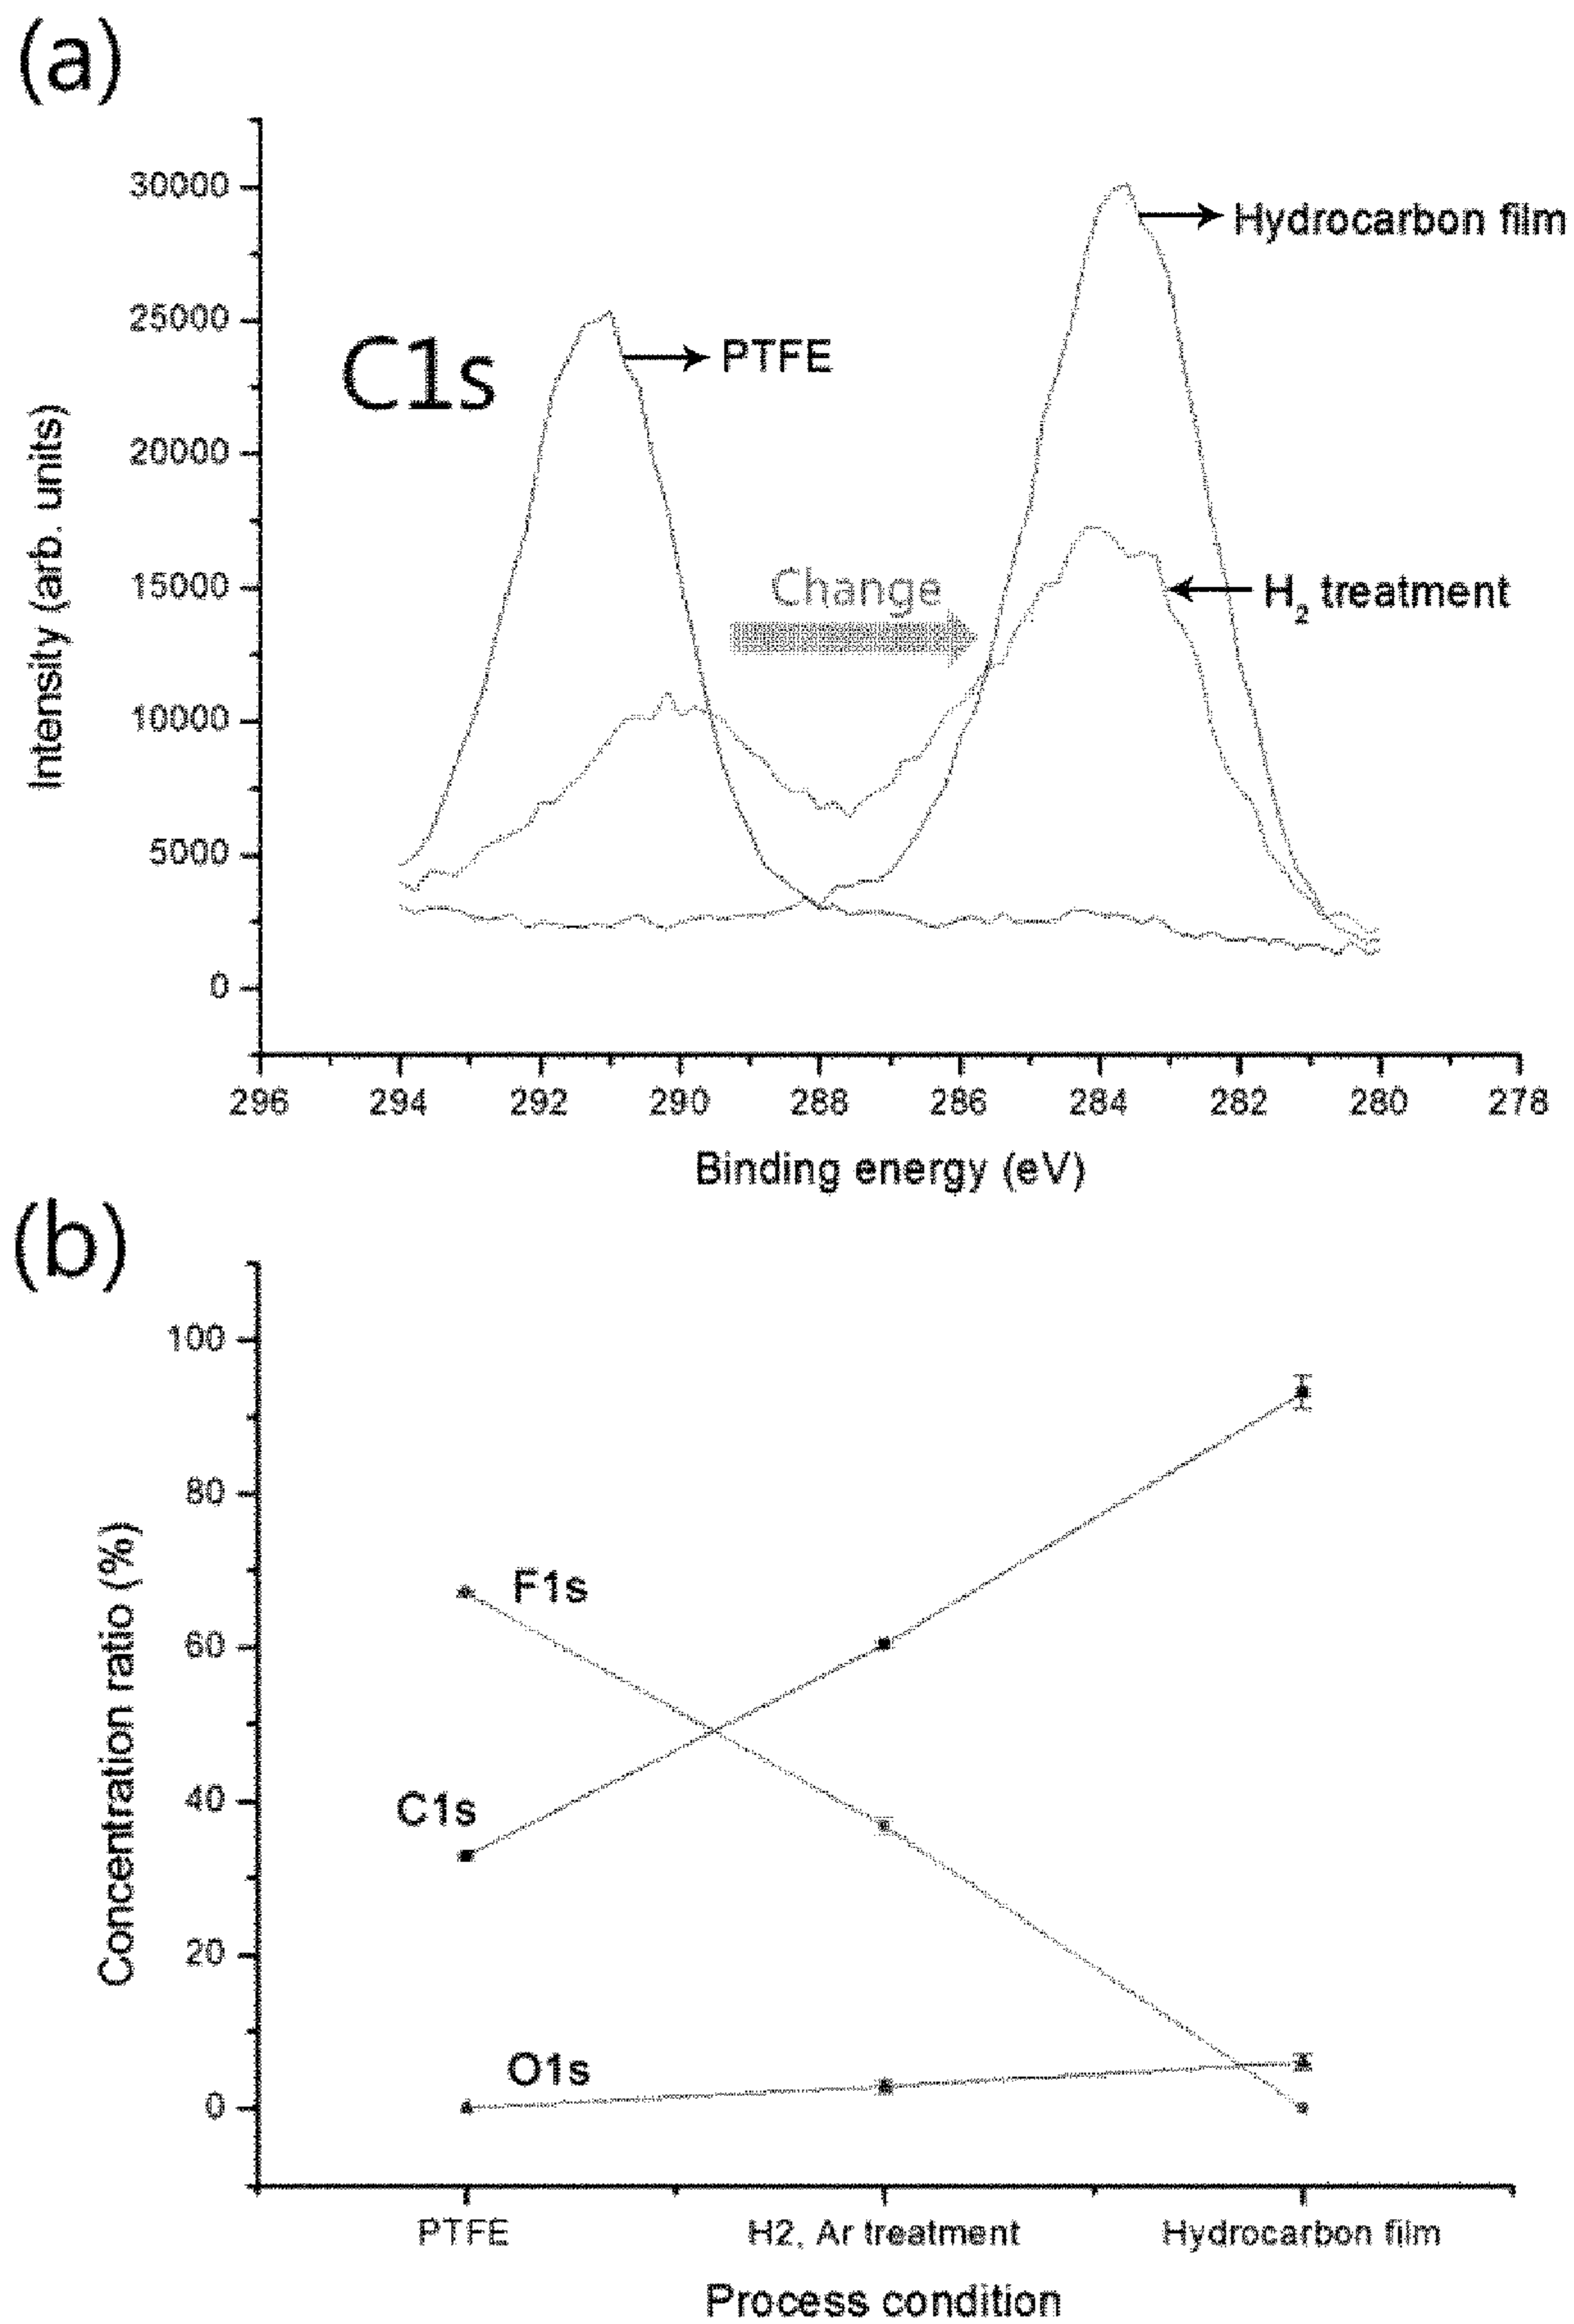 (a)
30000
25000
20000
15000
10000
5000
0
Intensity (arb. units)
C1s
PTFE
Hydrocarbon film
Change
H2 treatment
296 294 292 290 288 286 284 282 280 278
Binding energy (eV)
(b)
100
80
60
40
20
0
Concentration ratio (%)
F1s
C1s
O1s
PTFE H2, Ar treatment Hydrocarbon film
Process condition